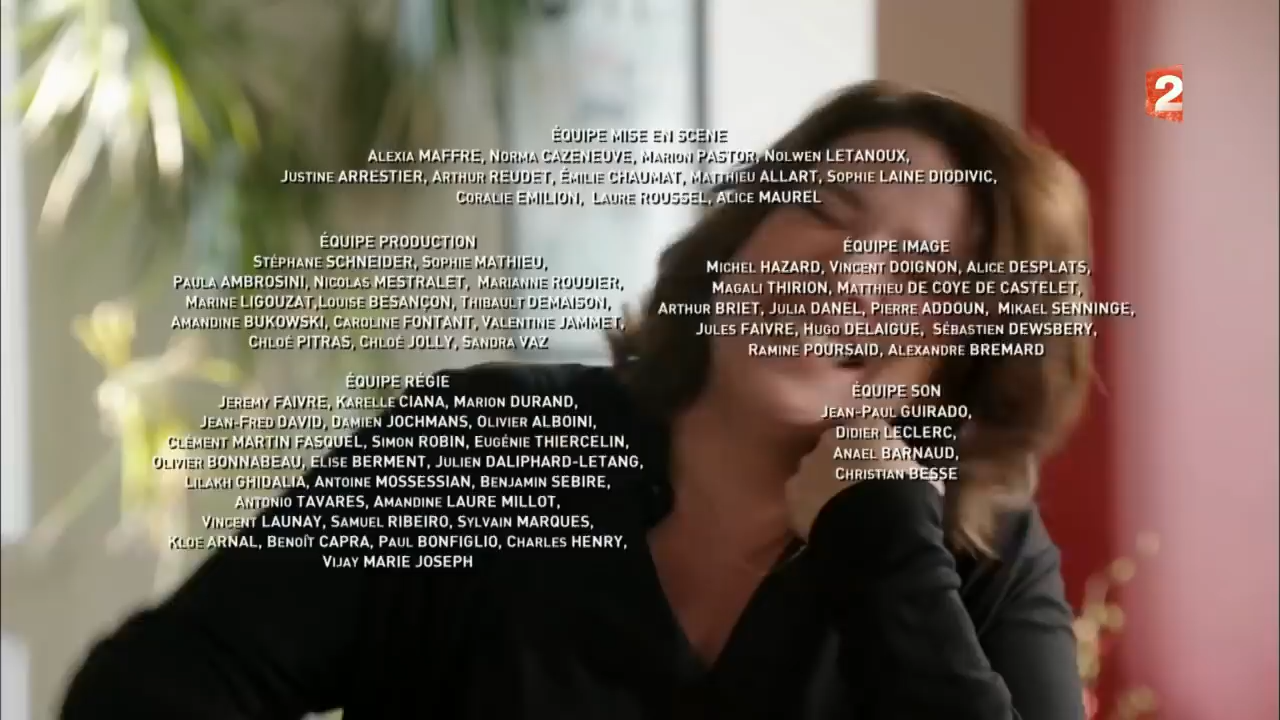 2
ÉQUIPE MISE EN SCÈNE
ALEXIA MAFFRE, NORMA CAZENEUVE, MARION PASTOR, NOLWEN LETANOUX,
JUSTINE ARRESTIER, ARTHUR REUDET, ÉMILIE CHAUMAT, MATTHIEU ALLART, SOPHIE LAINE DIODIVIC,
CORALIE EMILION, LAURE ROUSSEL, ALICE MAUREL
ÉQUIPE PRODUCTION
STÉPHANE SCHNEIDER, SOPHIE MATHIEU,
PAULA AMBROSINI, NICOLAS MESTRALET, MARIANNE ROUDIER,
MARINE LIGOUZAT, LOUISE BESANÇON, THIBAULT DEMAISON,
AMANDINE BUKOWSKI, CAROLINE FONTANT, VALENTINE JAMMET,
CHLOÉ PITRAS, CHLOÉ JOLLY, SANDRA VAZ
ÉQUIPE RÉGIE
JEREMY FAIVRE, KARELLE CIANA, MARION DURAND,
JEAN-FRED DAVID, DAMIEN JOCHMANS, OLIVIER ALBOINI,
CLÉMENT MARTIN FASQUEL, SIMON ROBIN, EUGÉNIE THIERCELIN,
OLIVIER BONNABEAU, ELISE BERMENT, JULIEN DALIPHARD-LETANG,
LILAKH GHIDALIA, ANTOINE MOSSESSIAN, BENJAMIN SEBIRE,
ANTONIO TAVARES, AMANDINE LAURE MILLOT,
VINCENT LAUNAY, SAMUEL RIBEIRO, SYLVAIN MARQUES,
KLOE ARNAL, BENOÎT CAPRA, PAUL BONFIGLIO, CHARLES HENRY,
VIJAY MARIE JOSEPH
ÉQUIPE IMAGE
MICHEL HAZARD, VINCENT DOIGNON, ALICE DESPLATS,
MAGALI THIRION, MATTHIEU DE COYE DE CASTELET,
ARTHUR BRIET, JULIA DANEL, PIERRE ADDOUN, MIKAEL SENNINGE,
JULES FAIVRE, HUGO DELAIGUE, SÉBASTIEN DEWSBERY,
RAMINE POURSAID, ALEXANDRE BREMARD
ÉQUIPE SON
JEAN-PAUL GUIRADO,
DIDIER LECLERC,
ANAEL BARNAUD,
CHRISTIAN BESSE